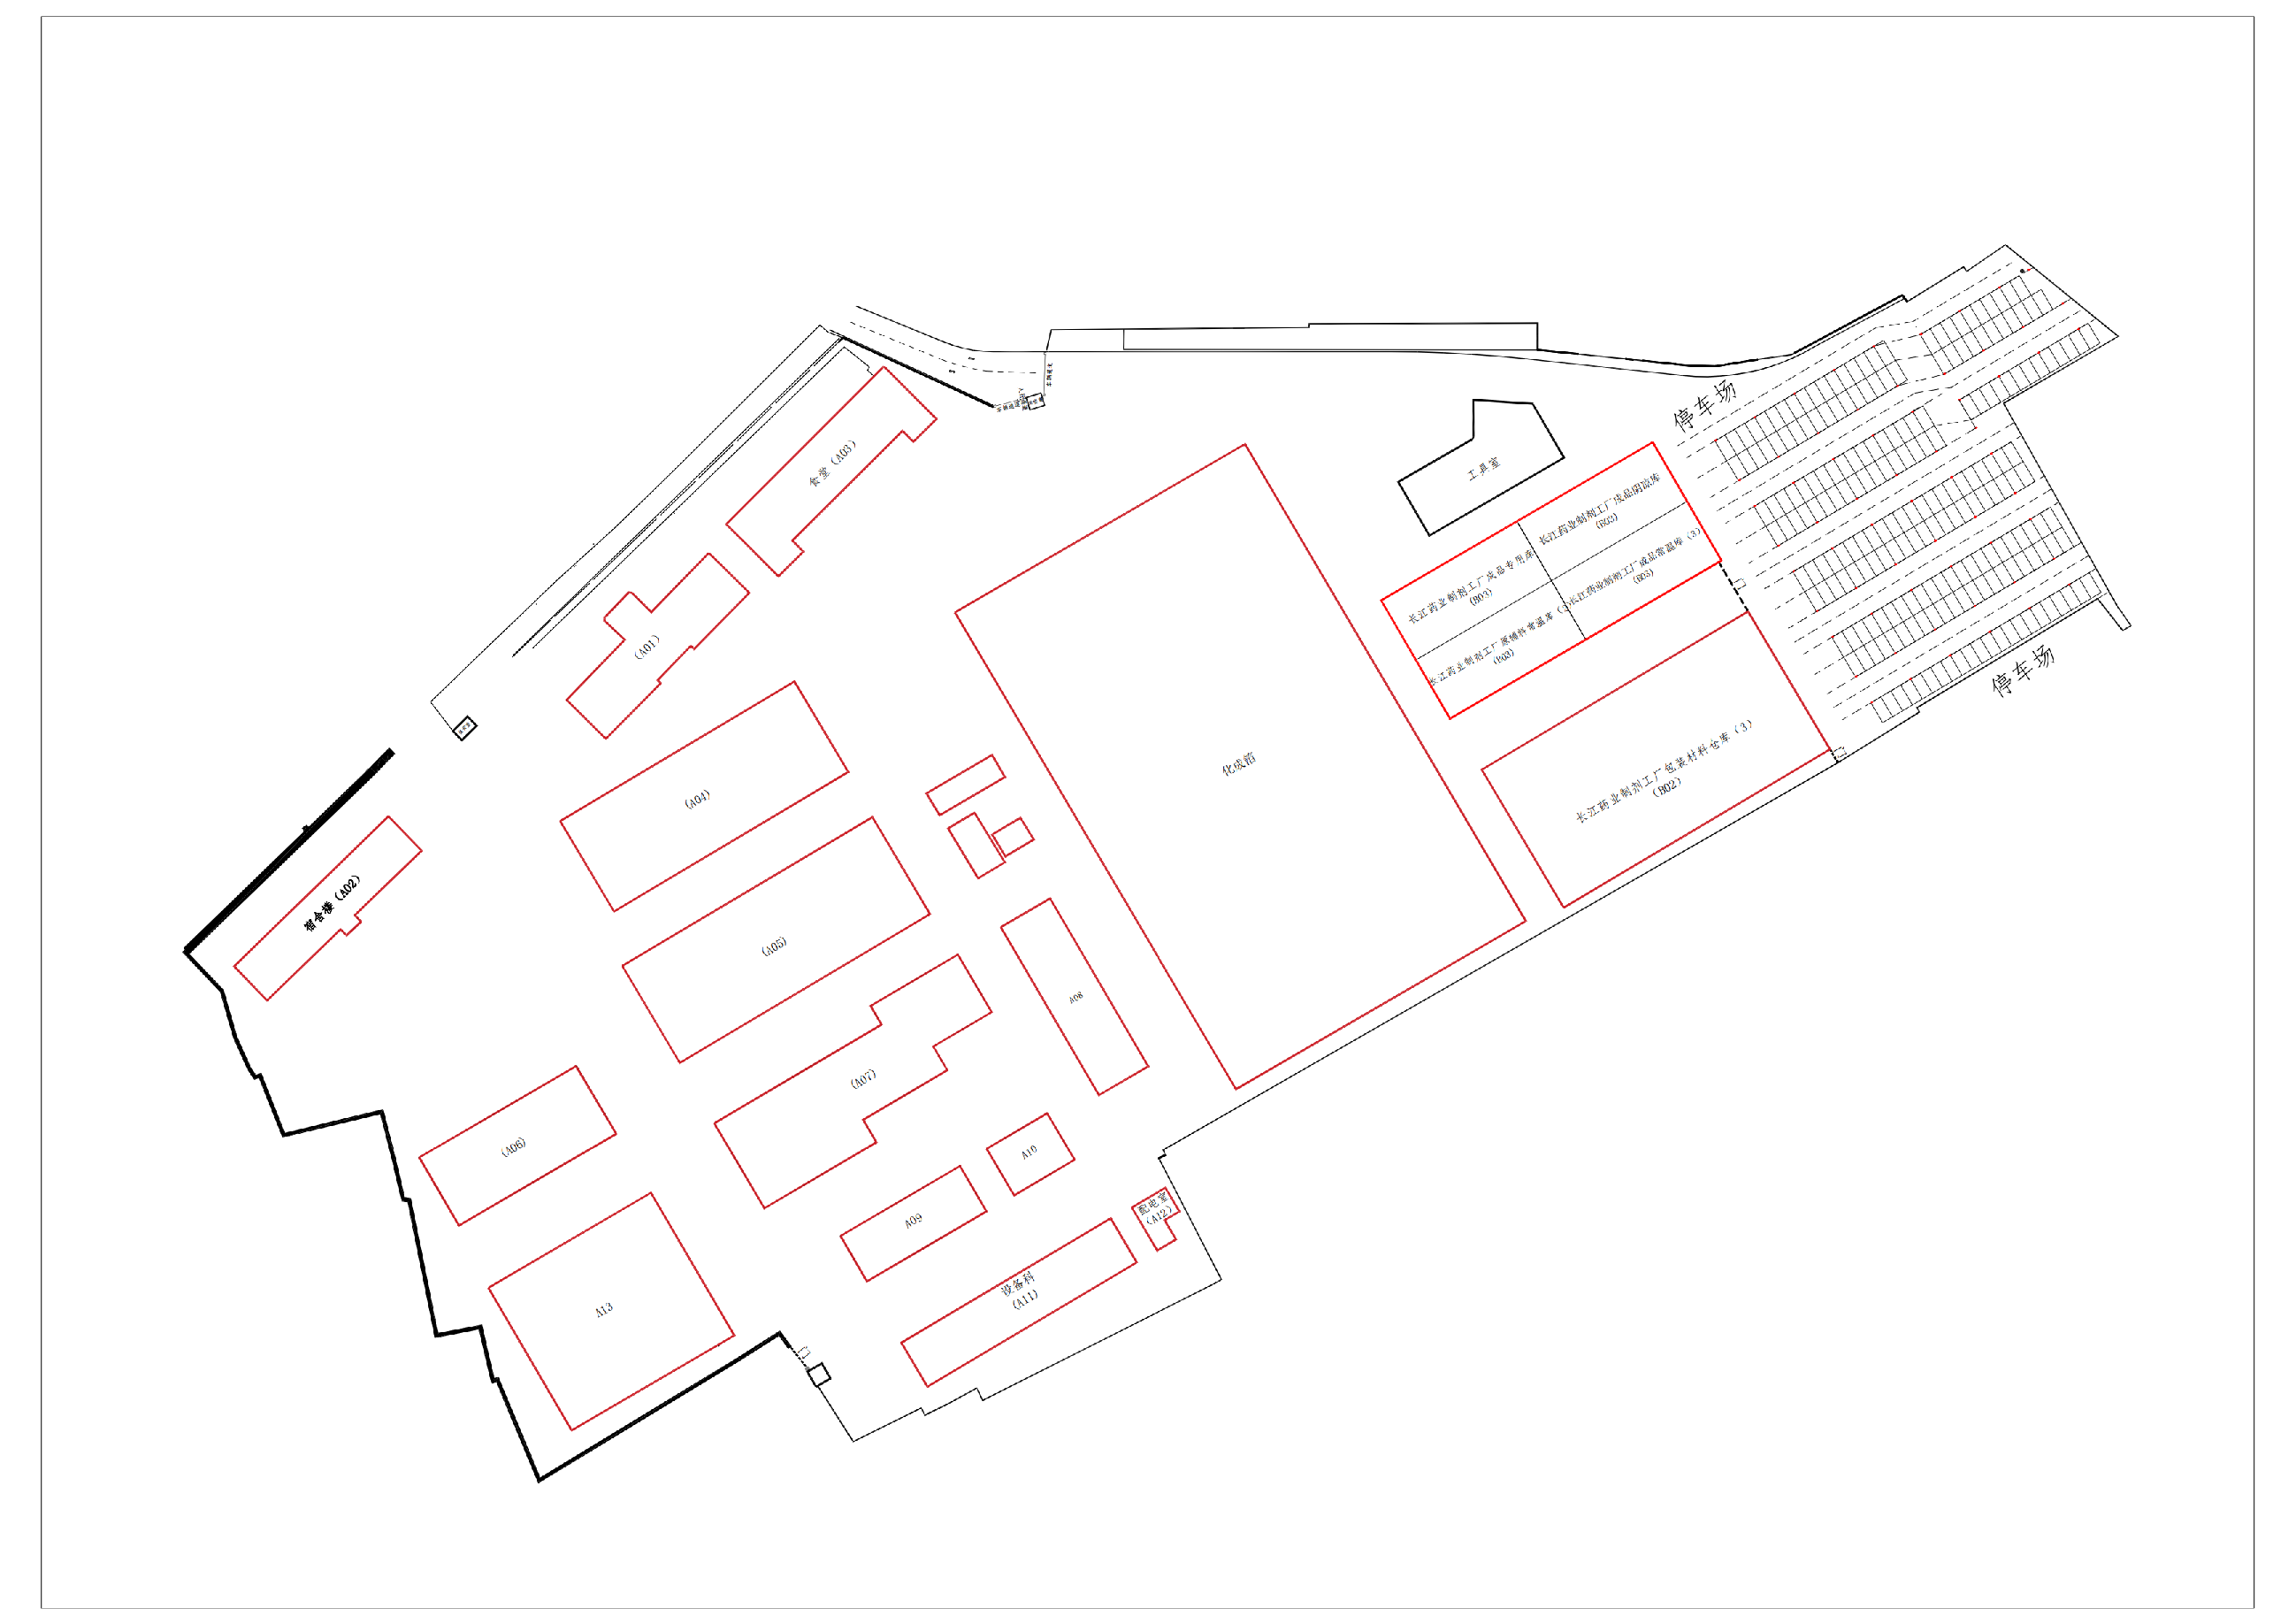 停车场
食堂（A03）
工具室
长江药业制剂工厂成品阴凉库
(B03)
长江药业制剂工厂成品专用库
(B03)
长江药业制剂工厂成品常温库（3）
(B03)
长江药业制剂工厂原辅料常温库
(B03)
（A01）
停车场
化成箔
长江药业制剂工厂包装材料仓库（3）
(B02)
（A04）
宿舍楼（A02）
（A05）
A08
（A07）
（A06）
A10
配电室
（A12）
A09
设备科
（A11）
A13